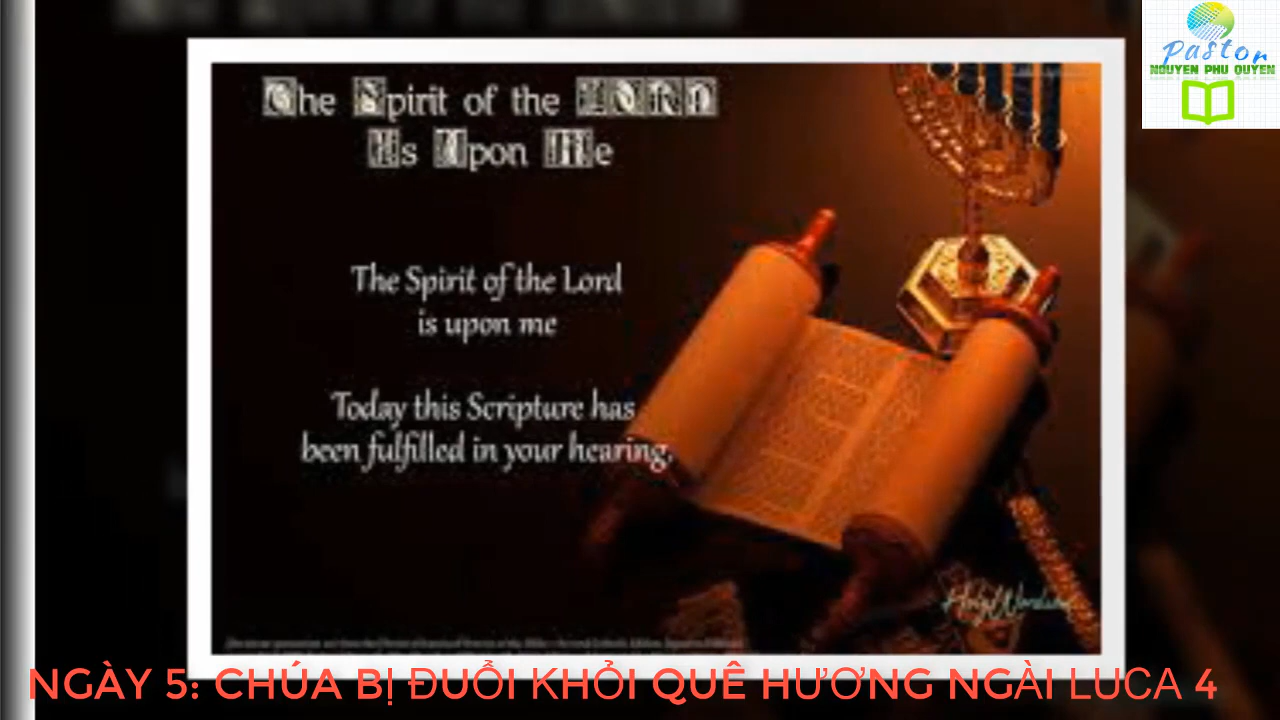 Pastor
NGUYEN PHU QUYEN
The Spirit of the LORD
Is Upon Me
The Spirit of the Lord
is upon me
Today this Scripture has
been fulfilled in your hearing.
NGÀY 5: CHÚA BỊ ĐUỔI KHỎI QUÊ HƯƠNG NGÀI LUCA 4